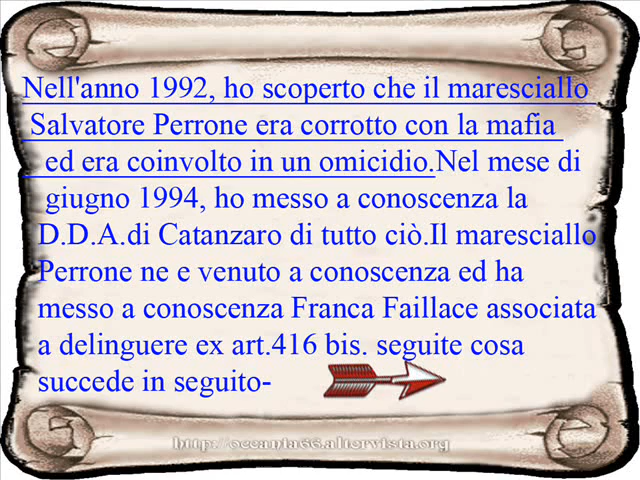 Nell'anno 1992, ho scoperto che il maresciallo
Salvatore Perrone era corrotto con la mafia
ed era coinvolto in un omicidio.Nel mese di
giugno 1994, ho messo a conoscenza la
D.D.A.di Catanzaro di tutto ciò.Il maresciallo
Perrone ne e venuto a conoscenza ed ha
messo a conoscenza Franca Faillace associata
a delinguere ex art.416 bis. seguite cosa
succede in seguito-
http://oceania66.altorvista.org